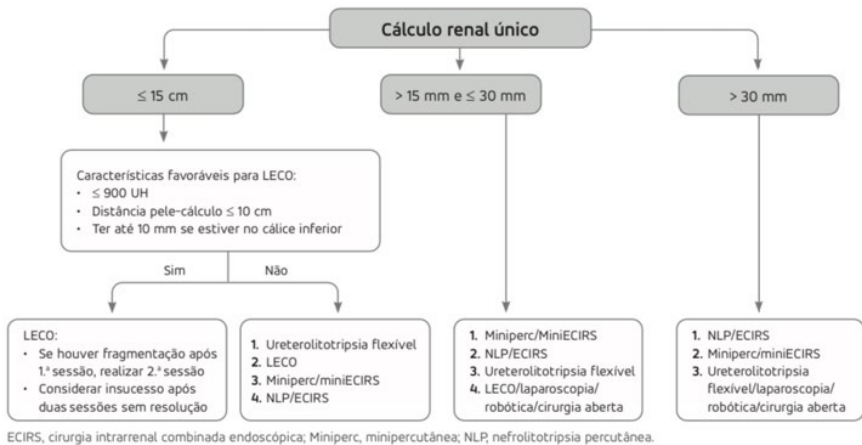 Cálculo renal único
≤ 15 cm
> 15 mm e ≤ 30 mm
> 30 mm
Características favoráveis para LECO:
• ≤ 900 UH
• Distância pele-cálculo ≤ 10 cm
• Ter até 10 mm se estiver no cálice inferior
Sim
Não
LECO:
• Se houver fragmentação após
1.ª sessão, realizar 2.ª sessão
• Considerar insucesso após
duas sessões sem resolução
1. Ureterolitotripsia flexível
2. LECO
3. Miniperc/miniECIRS
4. NLP/ECIRS
1. Miniperc/MiniECIRS
2. NLP/ECIRS
3. Ureterolitotripsia flexível
4. LECO/laparoscopia/
robótica/cirurgia aberta
1. NLP/ECIRS
2. Miniperc/miniECIRS
3. Ureterolitotripsia
flexível/laparoscopia/
robótica/cirurgia aberta
ECIRS, cirurgia intrarrenal combinada endoscópica; Miniperc, minipercutânea; NLP, nefrolitotripsia percutânea.